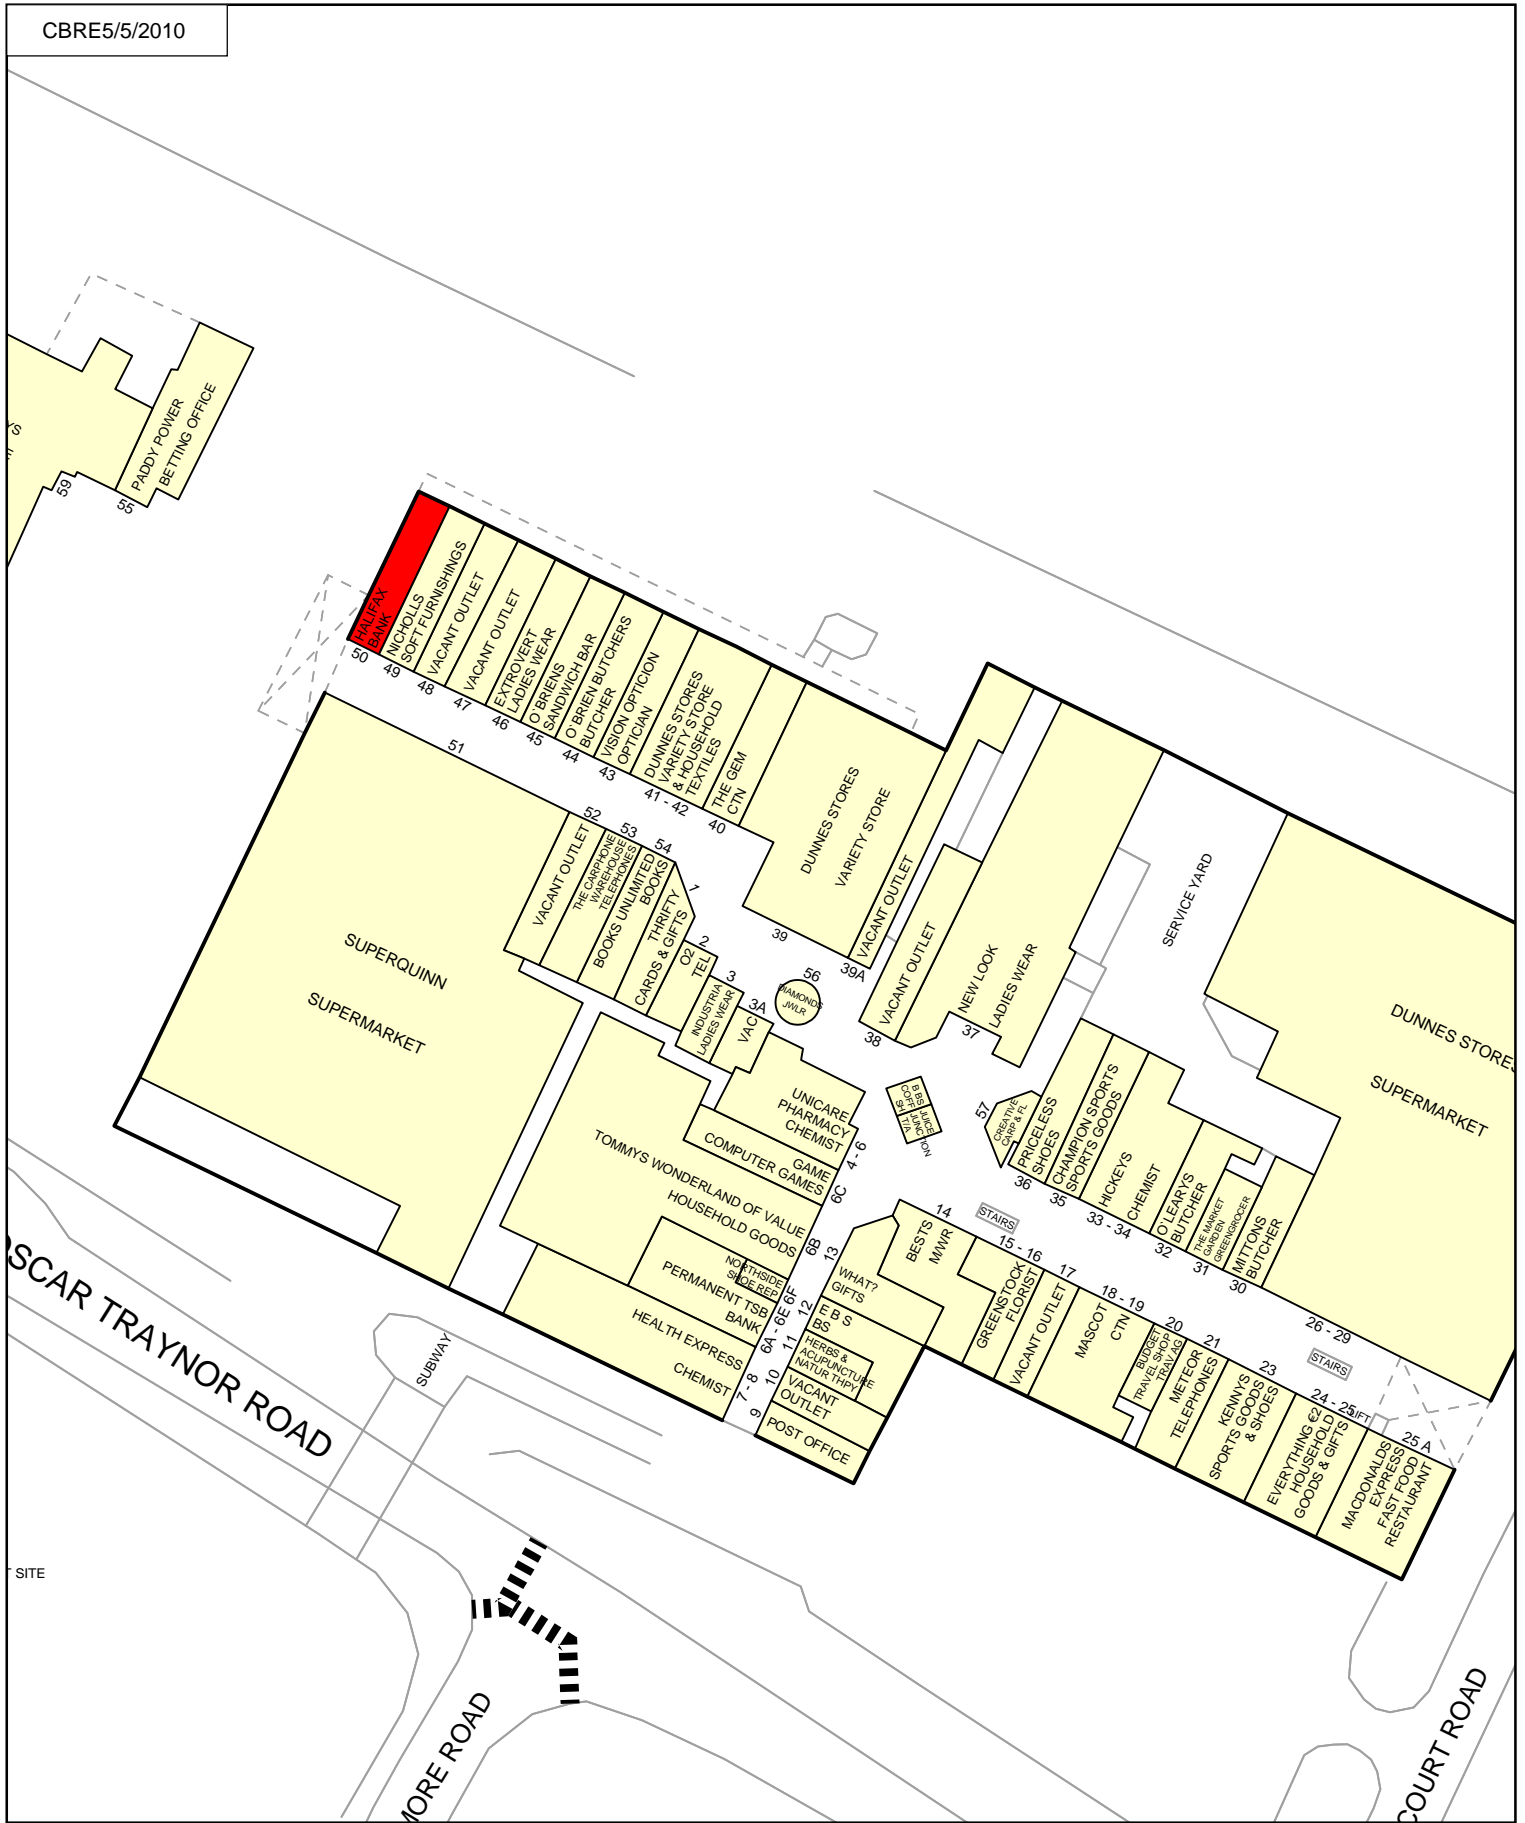 CBRE5/5/2010
PADDY POWER
BETTING OFFICE
59
55
HALIFAX
BANK
50
NICHOLLS
SOFT FURNISHINGS
49
VACANT OUTLET
48
VACANT OUTLET
47
EXTROVERT
LADIES WEAR
46
O`BRIENS
SANDWICH BAR
45
O`BRIEN BUTCHERS
BUTCHER
44
VISION OPTICION
OPTICIAN
43
DUNNES STORES
VARIETY STORE
& HOUSEHOLD
TEXTILES
41 - 42
THE GEM
CTN
40
DUNNES STORES
VARIETY STORE
39
VACANT OUTLET
39A
VACANT OUTLET
38
NEW LOOK
LADIES WEAR
37
SERVICE YARD
DUNNES STORES
SUPERMARKET
26 - 29
51
SUPERQUINN
SUPERMARKET
52
VACANT OUTLET
53
THE CARPHONE
WAREHOUSE
TELEPHONES
54
BOOKS UNLIMITED
BOOKS
1
THRIFTY
CARDS & GIFTS
2
O2
TEL
3
INDUSTRIA
LADIES WEAR
3A
VAC
56
DIAMONDS
JWLR
UNICARE
PHARMACY
CHEMIST
4 - 6
GAME
COMPUTER GAMES
6C
TOMMYS WONDERLAND OF VALUE
HOUSEHOLD GOODS
6B
NORTHSIDE
SHOE REP
6F
PERMANENT TSB
BANK
6A - 6E
HEALTH EXPRESS
CHEMIST
7 - 8
B BS
COFF
SH
JUICE
JUNCTION
T/A
57
CREATIVE
CARP & FL
PRICELESS
SHOES
36
CHAMPION SPORTS
SPORTS GOODS
35
HICKEYS
CHEMIST
33 - 34
O`LEARYS
BUTCHER
32
THE MARKET
GARDEN
GREENGROCER
31
MITTONS
BUTCHER
30
STAIRS
14
BESTS
MWR
13
WHAT?
GIFTS
12
E B S
BS
11
HERBS &
ACUPUNCTURE
NATUR THPY
10
VACANT
OUTLET
9
POST OFFICE
15 - 16
GREENSTOCK
FLORIST
17
VACANT OUTLET
18 - 19
MASCOT
CTN
20
BUDGET
TRAVEL SHOP
TRAV AG
21
METEOR
TELEPHONES
23
KENNYS
SPORTS GOODS
& SHOES
24 - 25
EVERYTHING €2
HOUSEHOLD
GOODS & GIFTS
STAIRS
LIFT
25 A
MACDONALDS
EXPRESS
FAST FOOD
RESTAURANT
OSCAR TRAYNOR ROAD
SUBWAY
SITE
MORE ROAD
COURT ROAD